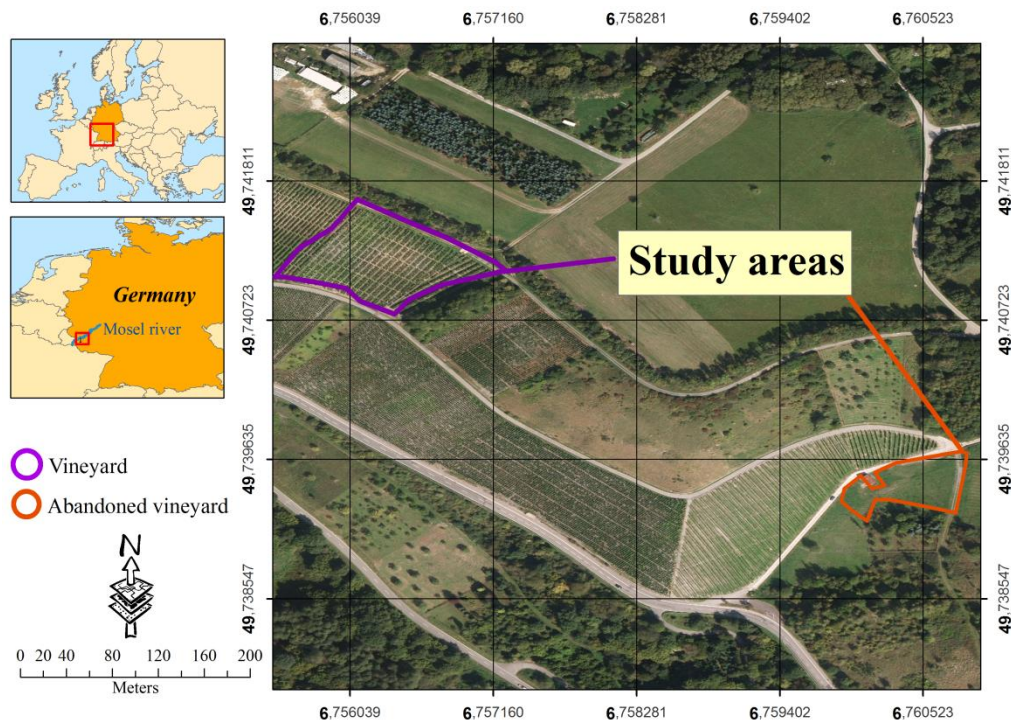 6,756039 6,757160 6,758281 6,759402 6,760523
49,741811 49,741811
Study areas
Germany
Mosel river
49,740723 49,740723
49,739635 49,739635
Vineyard
Abandoned vineyard
N
49,738547 49,738547
0 20 40 80 120 160 200
Meters
6,756039 6,757160 6,758281 6,759402 6,760523